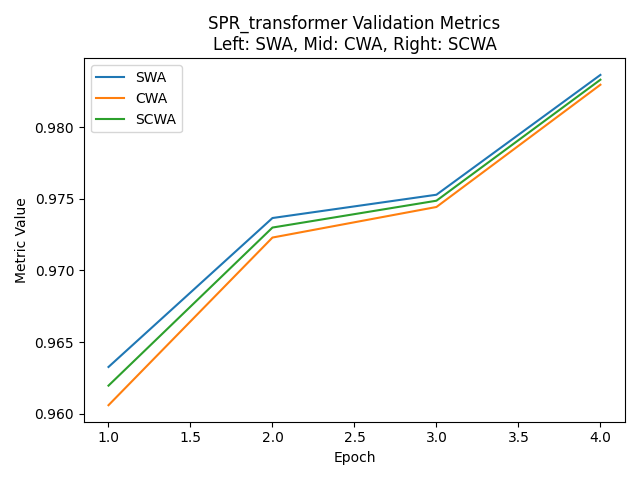 SPR_transformer Validation Metrics
Left: SWA, Mid: CWA, Right: SCWA
SWA
CWA
SCWA
Metric Value
0.980
0.975
0.970
0.965
0.960
1.0 1.5 2.0 2.5 3.0 3.5 4.0
Epoch